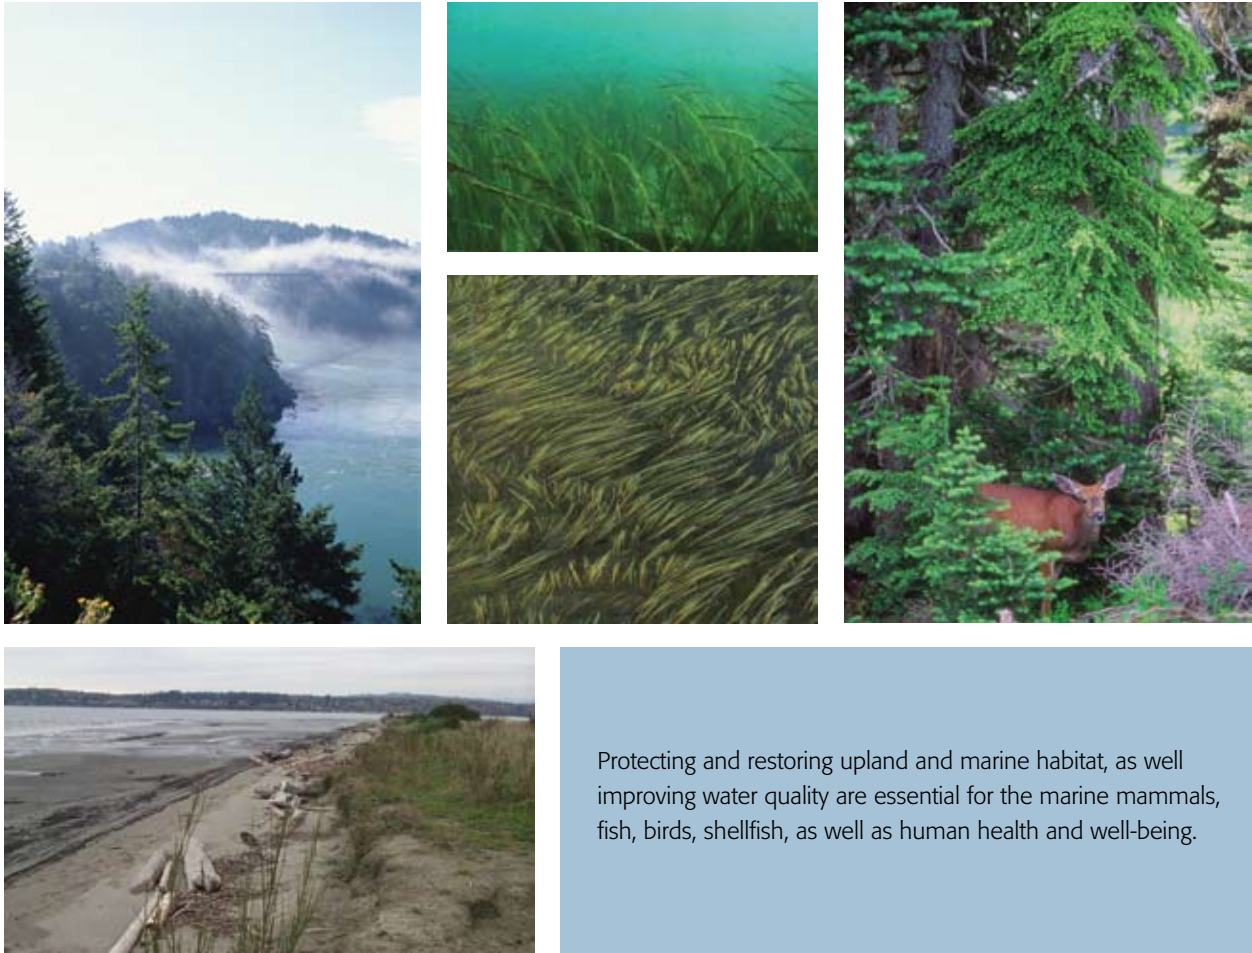 Protecting and restoring upland and marine habitat, as well
improving water quality are essential for the marine mammals,
fish, birds, shellfish, as well as human health and well-being.